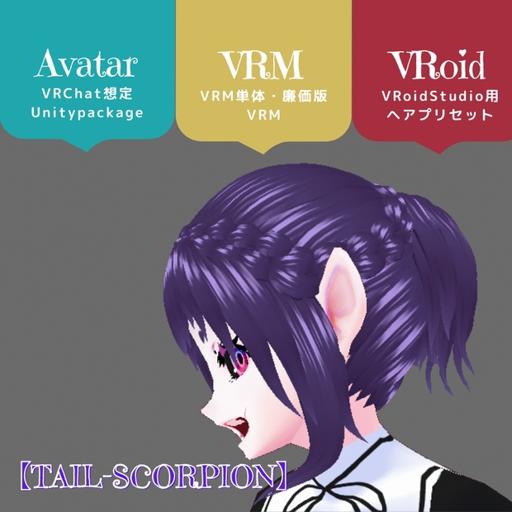 Avatar
VRChat想定
Unitypackage
VRM
VRM単体・廉価版
VRM
VRoid
VRoidStudio用
ヘアプリセット
【TAIL-SCORPION】